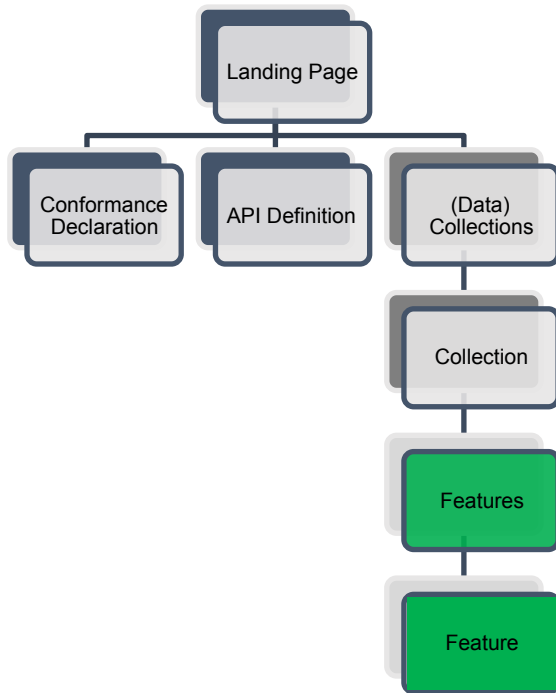 Landing Page
Conformance
Declaration
API Definition
(Data)
Collections
Collection
Features
Feature